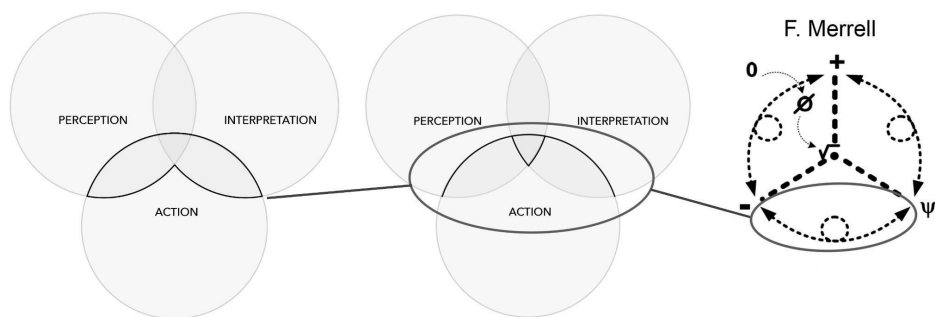 PERCEPTION
INTERPRETATION
ACTION
PERCEPTION
INTERPRETATION
ACTION
F. Merrell
+
0
Ø
√
-
ψ